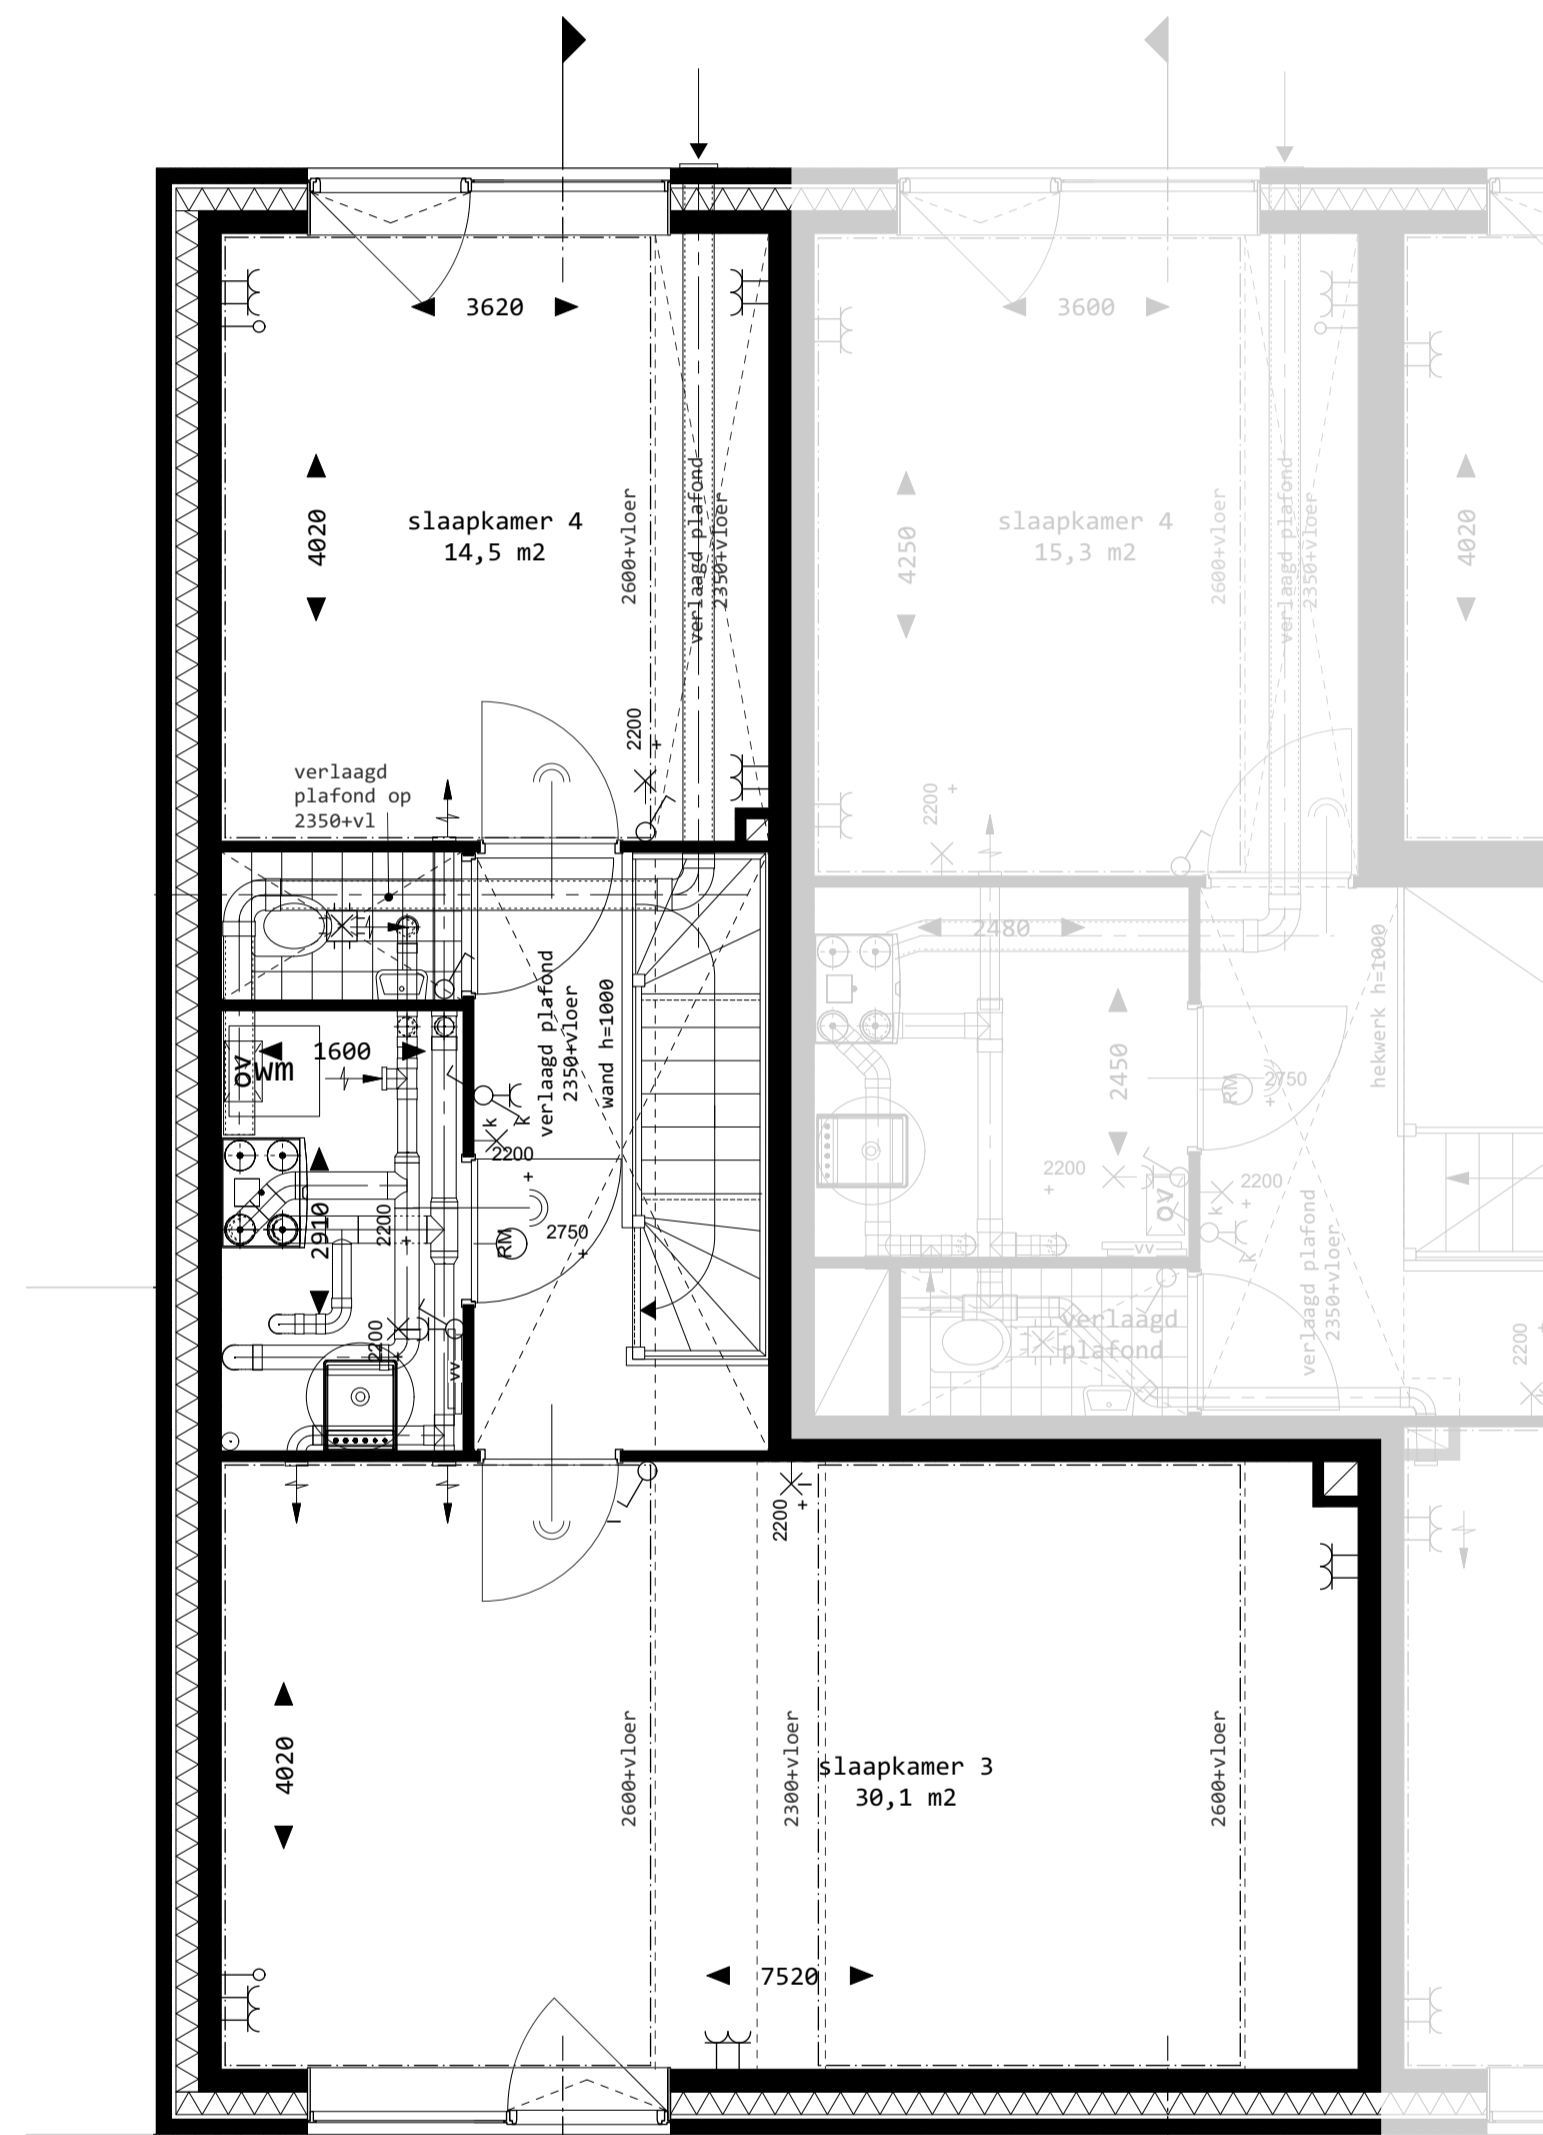 3620
3600
4020
slaapkamer 4
14,5 m2
2600+vloer
verlaagd plafond
2350+vloer
4250
slaapkamer 4
15,3 m2
2600+vloer
verlaagd plafond
2350+vloer
4020
2200
+
verlaagd
plafond op
2350+vl
2200
+
2480
verlaagd plafond
2350+vloer
wand h=1000
hekwerk h=1000
1600
OV
wm
k
k
2200
+
2450
RM
2750
+
2910
2200
+
RM
2750
+
2200
+
OV
k
2200
+
k
vv
verlaagd plafond
2350+vloer
2200
+
vv
verlaagd
plafond
2200
+
2200
+
4020
2600+vloer
2300+vloer
slaapkamer 3
30,1 m2
2600+vloer
7520